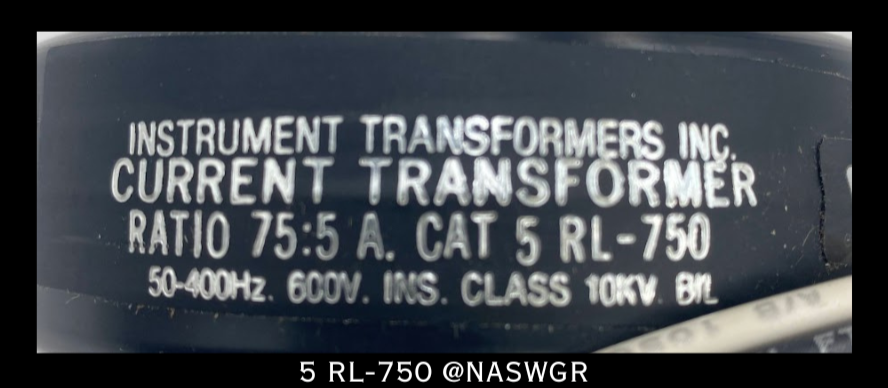 INSTRUMENT TRANSFORMERS INC.
CURRENT TRANSFORMER
RATIO 75:5 A. CAT 5 RL-750
50-400Hz. 600V. INS. CLASS 10KV. BIL
5 RL-750 @NASWGR